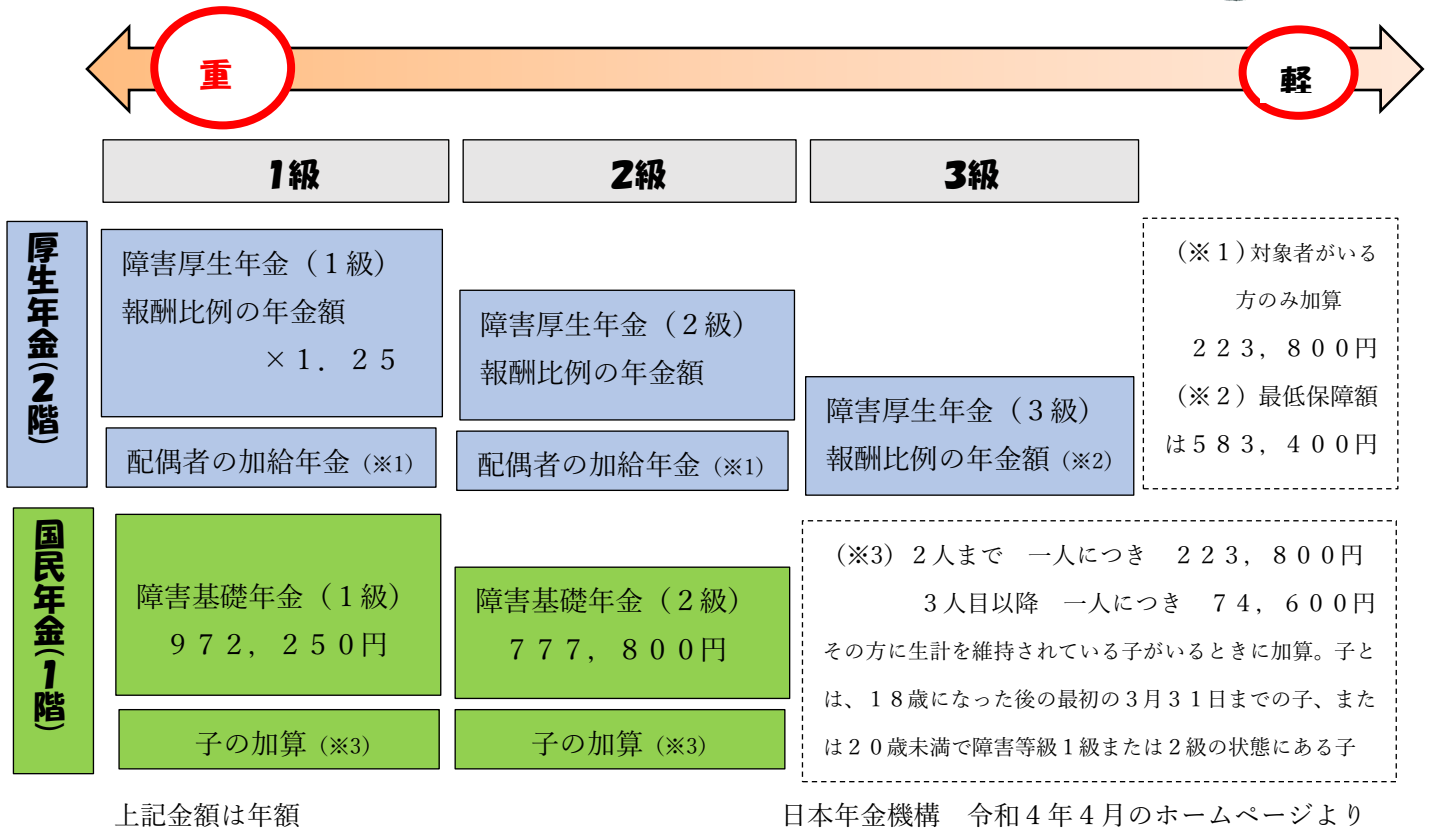 重
軽
1級
2級
3級
厚生年金(2階)
障害厚生年金（１級）
報酬比例の年金額
×１．２５
配偶者の加給年金 (※1)
障害厚生年金（２級）
報酬比例の年金額
配偶者の加給年金 (※1)
障害厚生年金（３級）
報酬比例の年金額 (※2)
(※１)対象者がいる
方のみ加算
２２３，８００円
(※２）最低保障額
は５８３，４００円
国民年金(1階)
障害基礎年金（１級）
９７２，２５０円
子の加算 (※3)
障害基礎年金（２級）
７７７，８００円
子の加算 (※3)
(※3) ２人まで　一人につき　２２３，８００円
３人目以降　一人につき　７４，６００円
その方に生計を維持されている子がいるときに加算。子と
は、１８歳になった後の最初の３月３１日までの子、また
は２０歳未満で障害等級１級または２級の状態にある子
上記金額は年額
日本年金機構　令和４年４月のホームページより